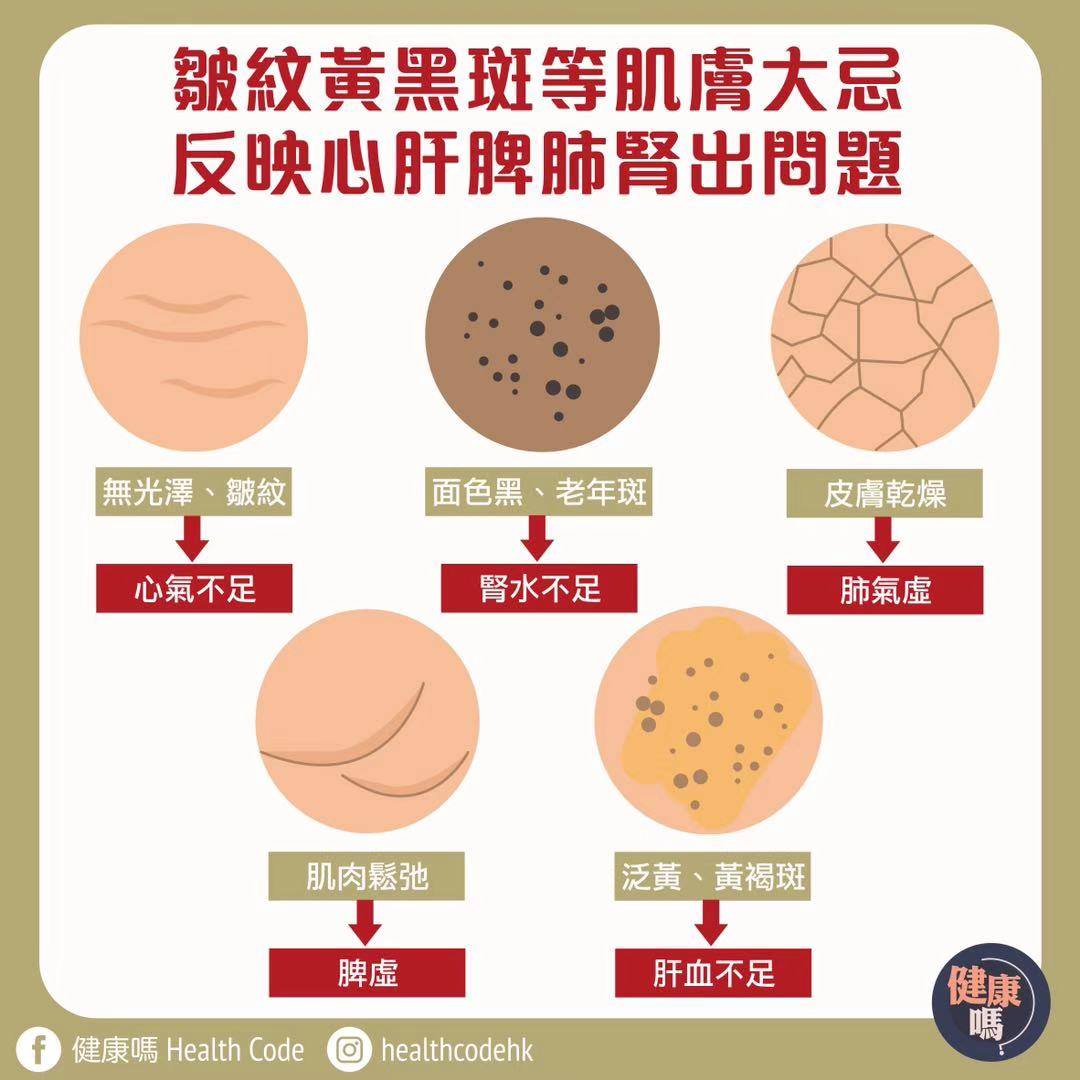 皺紋黃黑斑等肌膚大忌
反映心肝脾肺腎出問題
無光澤、皺紋
心氣不足
面色黑、老年斑
腎水不足
皮膚乾燥
肺氣虛
肌肉鬆弛
脾虛
泛黃、黃褐斑
肝血不足
健康嗎 Health Code
healthcodehk
健康
嗎